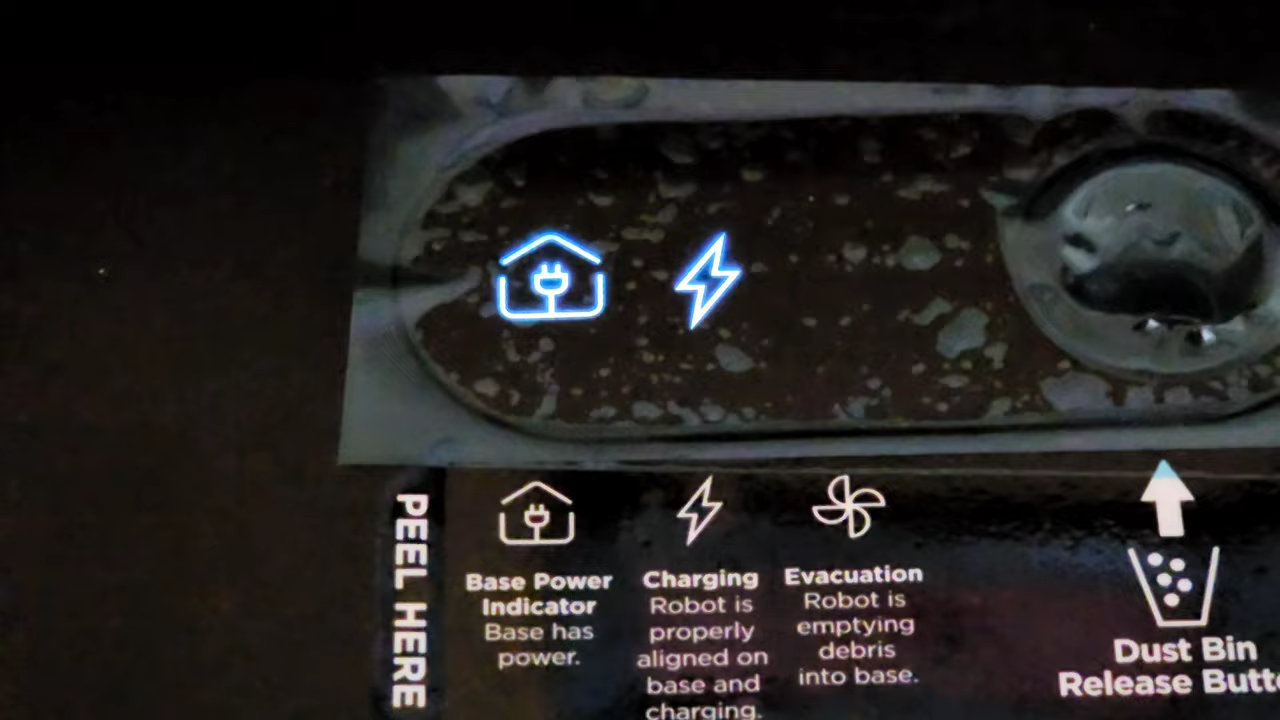 PEEL HERE
Base Power
Indicator
Base has
power.
Charging
Robot is
properly
aligned on
base and
charging.
Evacuation
Robot is
emptying
debris
into base.
Dust Bin
Release